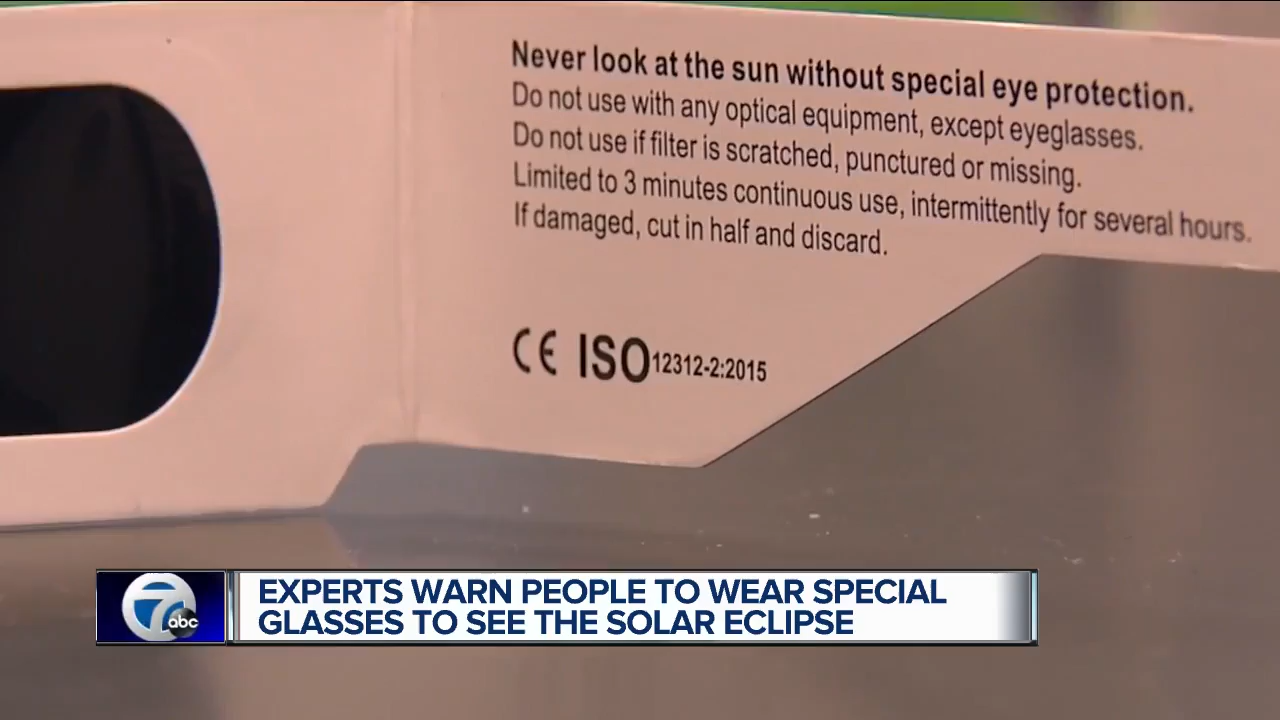 Never look at the sun without special eye protection.
Do not use with any optical equipment, except eyeglasses.
Do not use if filter is scratched, punctured or missing.
Limited to 3 minutes continuous use, intermittently for several hours.
If damaged, cut in half and discard.
CE ISO 12312-2:2015
7 abc
EXPERTS WARN PEOPLE TO WEAR SPECIAL
GLASSES TO SEE THE SOLAR ECLIPSE